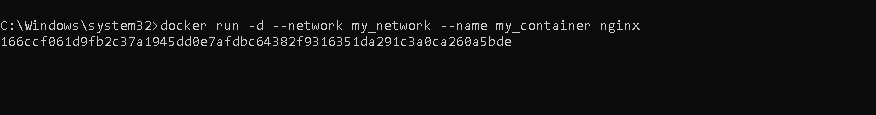 C:\Windows\system32>docker run -d --network my_network --name my_container nginx
166ccf061d9fb2c37a1945dd0e7afdbc64382f9316351da291c3a0ca260a5bde